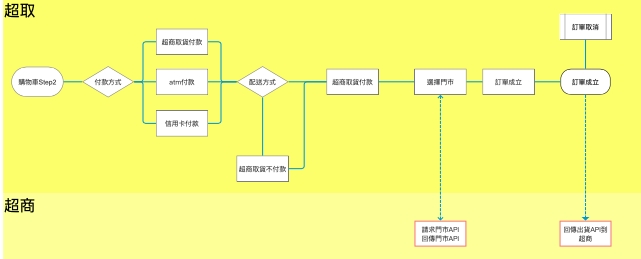 超取
訂單取消
超商取貨付款
購物車Step2
付款方式
atm付款
配送方式
超商取貨付款
選擇門市
訂單成立
訂單成立
信用卡付款
超商取貨不付款
超商
請求門市API
回傳門市API
回傳出貨API到
超商